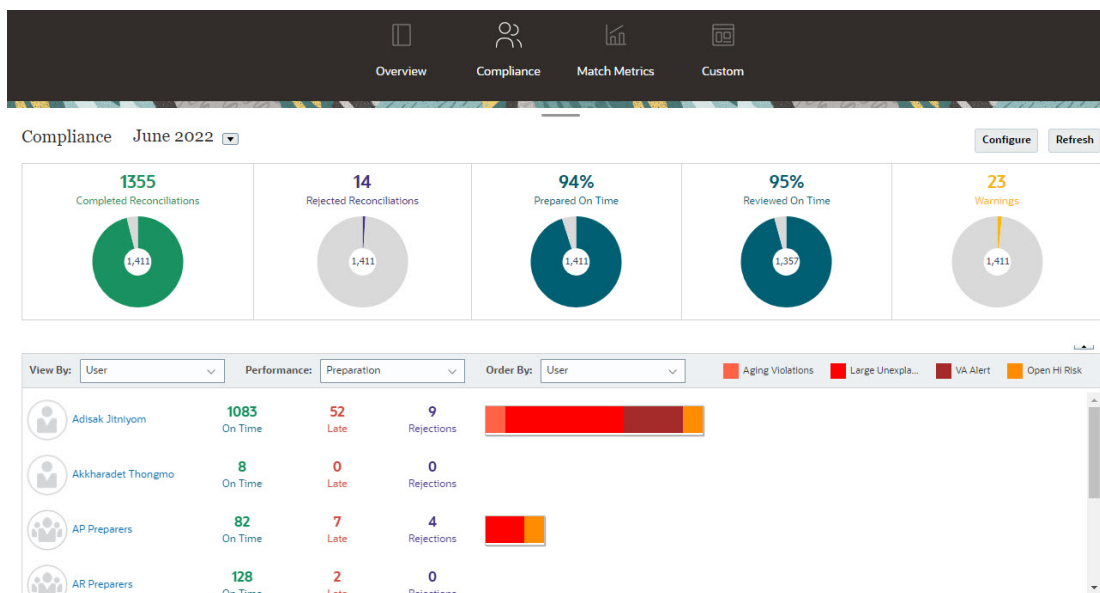 Overview Compliance Match Metrics Custom
Compliance June 2022 Configure Refresh
1355 14 94% 95% 23
Completed Reconciliations Rejected Reconciliations Prepared On Time Reviewed On Time Warnings
1,411 1,411 1,411 1,357 1,411
View By: User Performance: Preparation Order By: User Aging Violations Large Unexpla... VA Alert Open Hi Risk
Adisak Jitniyom 1083 52 9
On Time Late Rejections
Akkharadet Thongmo 8 0 0
On Time Late Rejections
AP Preparers 82 7 4
On Time Late Rejections
AR Preparers 128 2 0
On Time Late Rejections